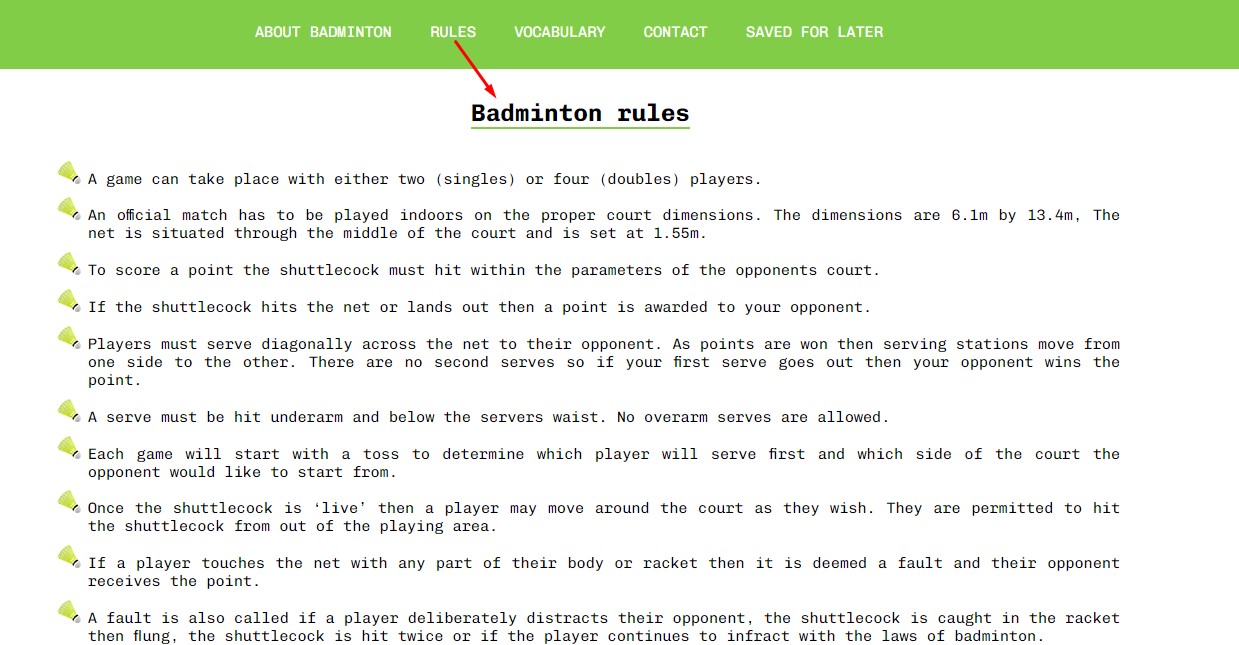 ABOUT BADMINTON RULES VOCABULARY CONTACT SAVED FOR LATER
Badminton rules
A game can take place with either two (singles) or four (doubles) players.
An official match has to be played indoors on the proper court dimensions. The dimensions are 6.1m by 13.4m, The
net is situated through the middle of the court and is set at 1.55m.
To score a point the shuttlecock must hit within the parameters of the opponents court.
If the shuttlecock hits the net or lands out then a point is awarded to your opponent.
Players must serve diagonally across the net to their opponent. As points are won then serving stations move from
one side to the other. There are no second serves so if your first serve goes out then your opponent wins the
point.
A serve must be hit underarm and below the servers waist. No overarm serves are allowed.
Each game will start with a toss to determine which player will serve first and which side of the court the
opponent would like to start from.
Once the shuttlecock is ‘live’ then a player may move around the court as they wish. They are permitted to hit
the shuttlecock from out of the playing area.
If a player touches the net with any part of their body or racket then it is deemed a fault and their opponent
receives the point.
A fault is also called if a player deliberately distracts their opponent, the shuttlecock is caught in the racket
then flung, the shuttlecock is hit twice or if the player continues to infract with the laws of badminton.